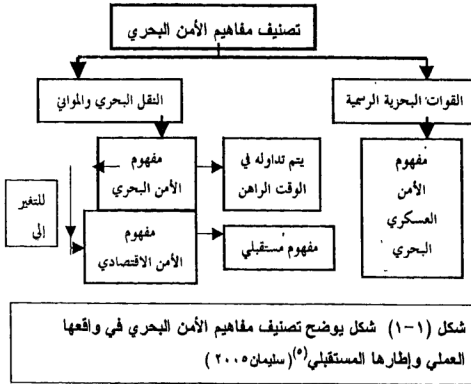 تصنيف مفاهيم الأمن البحري
القوات البحرية الرسمية
النقل البحري والموانئ
مفهوم
الأمن
العسكري
البحري
يتم تداوله في
الوقت الراهن
مفهوم
الأمن البحري
للتغير
إلى
مفهوم مستقبلي
مفهوم
الأمن الاقتصادي
شكل (١-١) شكل يوضح تصنيف مفاهيم الأمن البحري في واقعها
العملي وإطارها المستقبلي(٥)(سليمان ٢٠٠٥ )